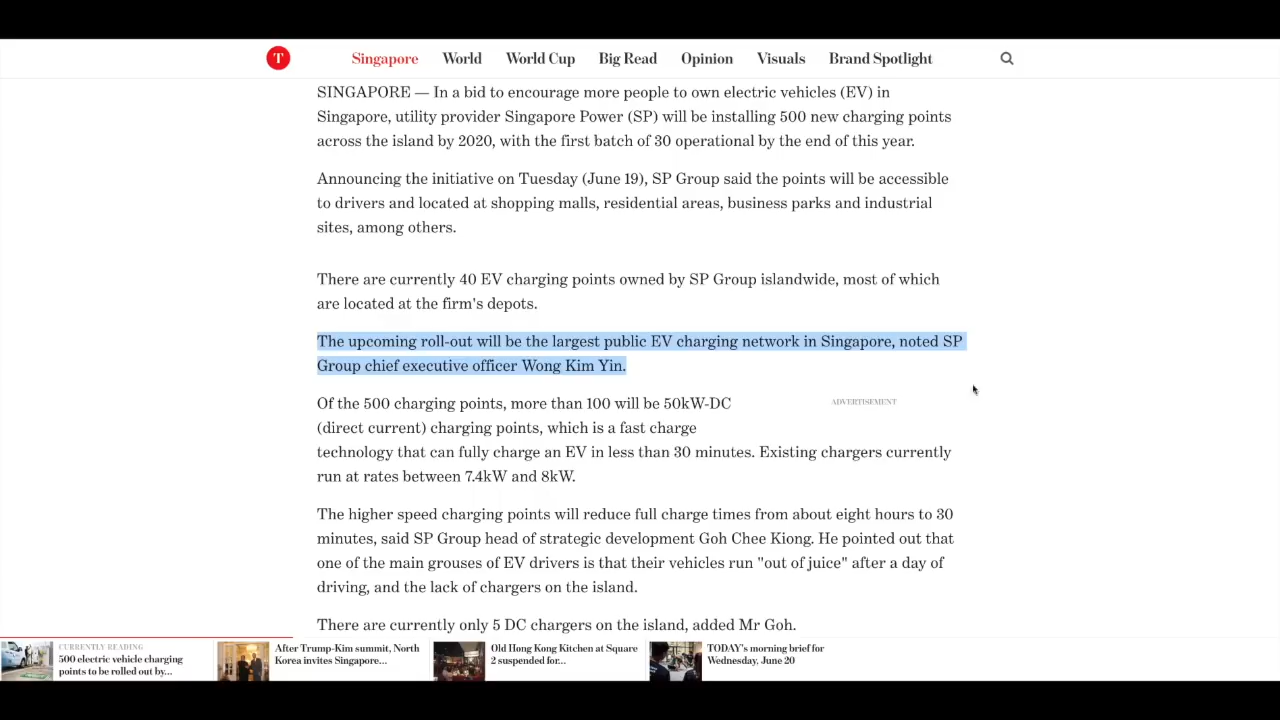 T Singapore World World Cup Big Read Opinion Visuals Brand Spotlight
SINGAPORE — In a bid to encourage more people to own electric vehicles (EV) in
Singapore, utility provider Singapore Power (SP) will be installing 500 new charging points
across the island by 2020, with the first batch of 30 operational by the end of this year.
Announcing the initiative on Tuesday (June 19), SP Group said the points will be accessible
to drivers and located at shopping malls, residential areas, business parks and industrial
sites, among others.
There are currently 40 EV charging points owned by SP Group islandwide, most of which
are located at the firm's depots.
The upcoming roll-out will be the largest public EV charging network in Singapore, noted SP
Group chief executive officer Wong Kim Yin.
Of the 500 charging points, more than 100 will be 50kW-DC
(direct current) charging points, which is a fast charge
technology that can fully charge an EV in less than 30 minutes. Existing chargers currently
run at rates between 7.4kW and 8kW.
ADVERTISEMENT
The higher speed charging points will reduce full charge times from about eight hours to 30
minutes, said SP Group head of strategic development Goh Chee Kiong. He pointed out that
one of the main grouses of EV drivers is that their vehicles run "out of juice" after a day of
driving, and the lack of chargers on the island.
There are currently only 5 DC chargers on the island, added Mr Goh.
CURRENTLY READING
500 electric vehicle charging
points to be rolled out by...
After Trump-Kim summit, North
Korea invites Singapore...
Old Hong Kong Kitchen at Square
2 suspended for...
TODAY's morning brief for
Wednesday, June 20